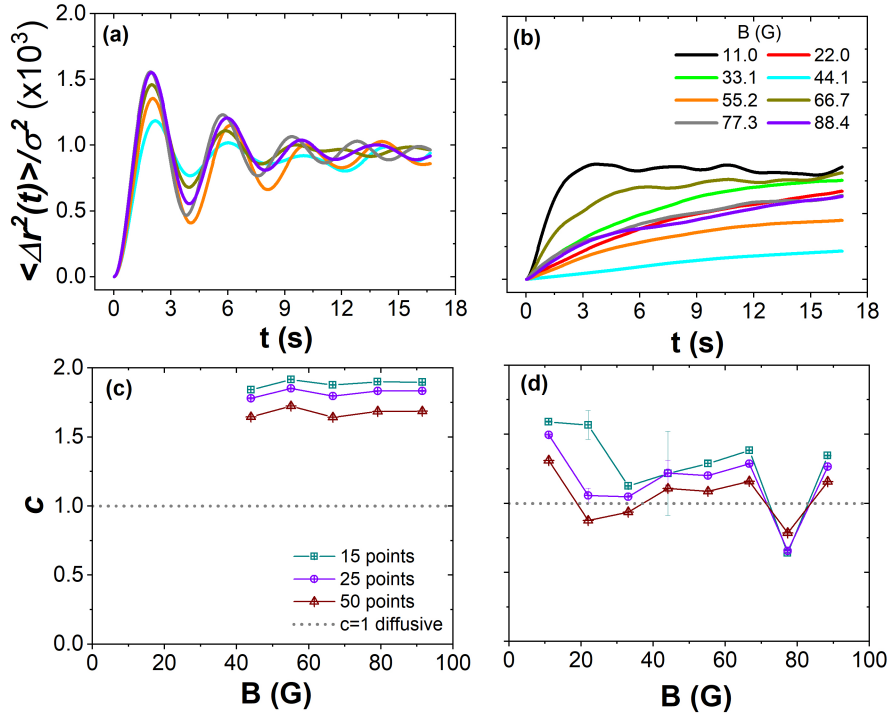 (a)
<Δr²(t)>/σ² (x10³)
2.0
1.5
1.0
0.5
0.0
0 3 6 9 12 15 18
t (s)
(b)
B (G)
11.0 22.0
33.1 44.1
55.2 66.7
77.3 88.4
0 3 6 9 12 15 18
t (s)
(c)
c
2.0
1.5
1.0
0.5
0.0
15 points
25 points
50 points
c=1 diffusive
0 20 40 60 80 100
B (G)
(d)
0 20 40 60 80 100
B (G)